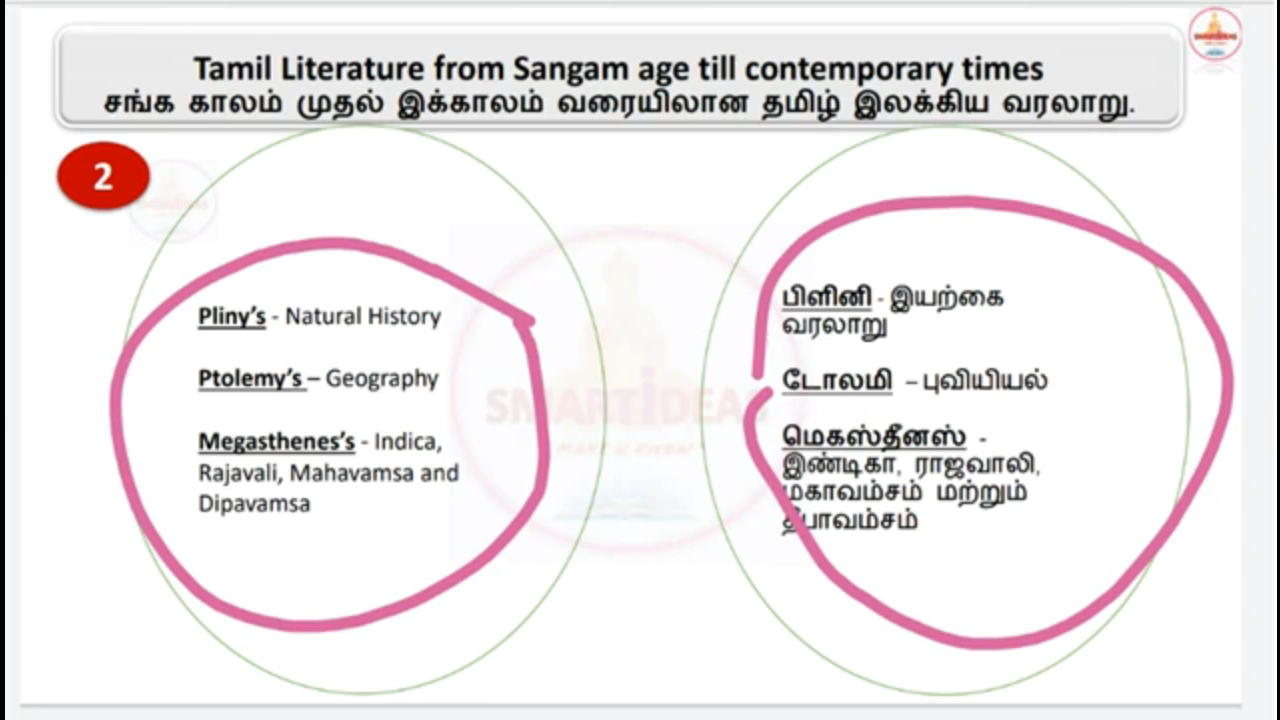 Tamil Literature from Sangam age till contemporary times
சங்க காலம் முதல் இக்காலம் வரையிலான தமிழ் இலக்கிய வரலாறு.
2
Pliny's - Natural History
Ptolemy's – Geography
Megasthenes's - Indica,
Rajavali, Mahavamsa and
Dipavamsa
பிளினி - இயற்கை
வரலாறு
டோலமி – புவியியல்
மெகஸ்தீனஸ் -
இண்டிகா, ராஜவாலி,
மகாவம்சம் மற்றும்
தீபாவம்சம்
SMARTIDEAS